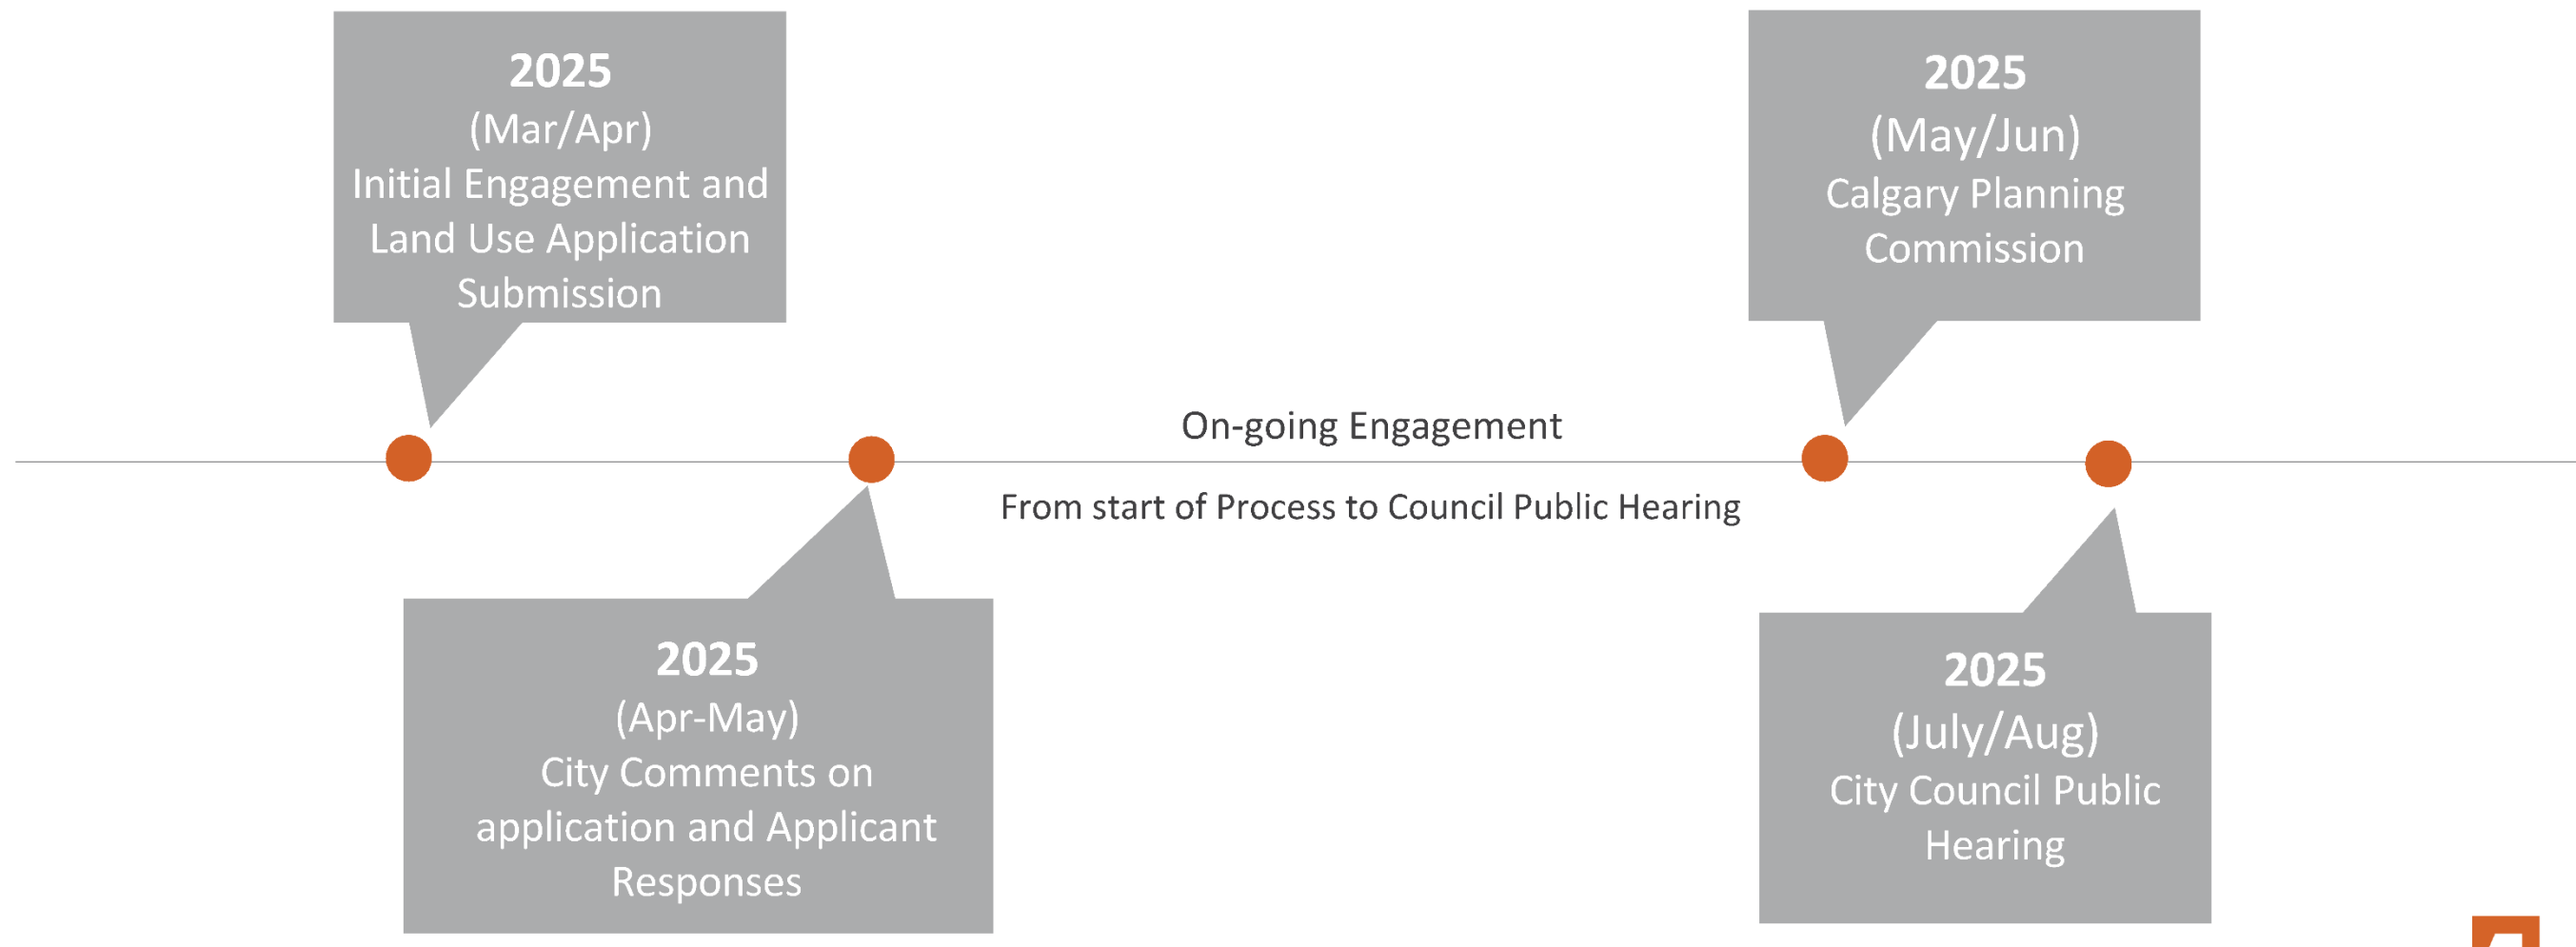 2025
(Mar/Apr)
Initial Engagement and
Land Use Application
Submission
2025
(May/Jun)
Calgary Planning
Commission
On-going Engagement
From start of Process to Council Public Hearing
2025
(Apr-May)
City Comments on
application and Applicant
Responses
2025
(July/Aug)
City Council Public
Hearing